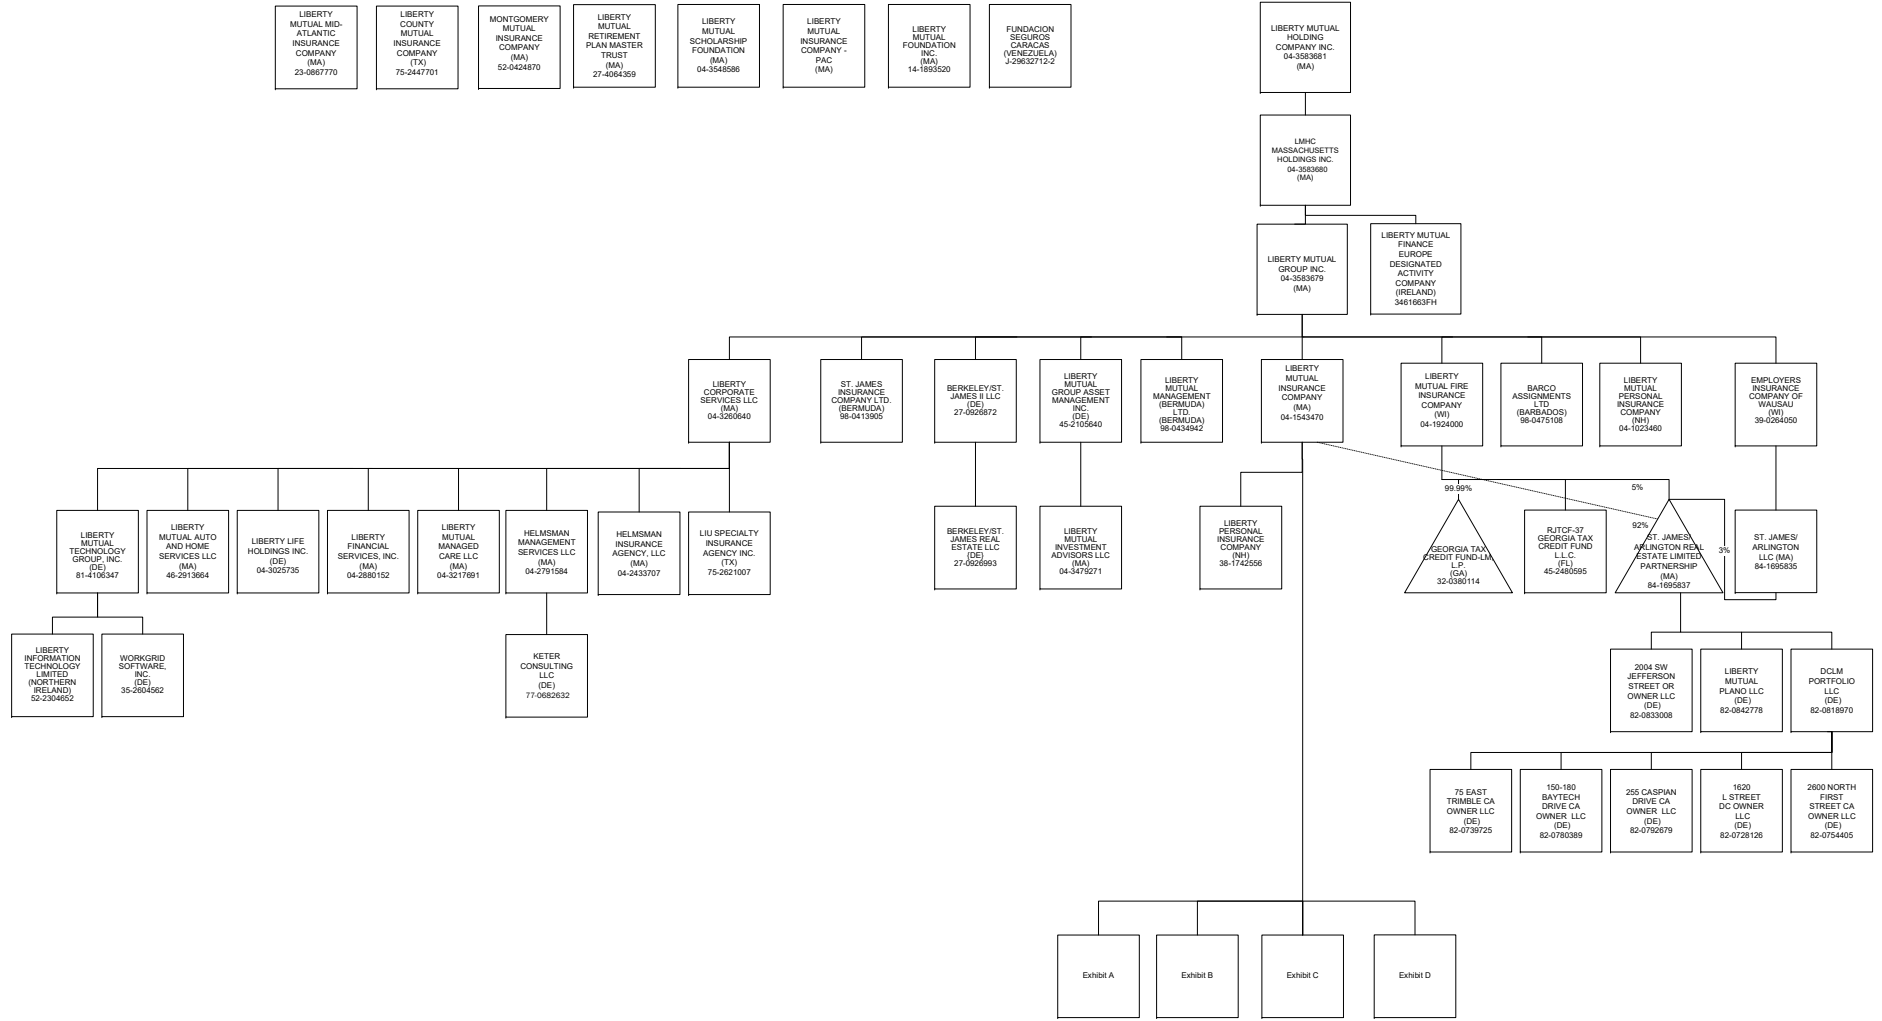 LIBERTY
MUTUAL MID-
ATLANTIC
INSURANCE
COMPANY
(MA)
23-0867770
LIBERTY
COUNTY
MUTUAL
INSURANCE
COMPANY
(TX)
75-2447701
MONTGOMERY
MUTUAL
INSURANCE
COMPANY
(MA)
52-0424870
LIBERTY
MUTUAL
RETIREMENT
PLAN MASTER
TRUST
(MA)
27-4064359
LIBERTY
MUTUAL
SCHOLARSHIP
FOUNDATION
(MA)
04-3548586
LIBERTY
MUTUAL
INSURANCE
COMPANY -
PAC
(MA)
LIBERTY
MUTUAL
FOUNDATION
INC.
(MA)
14-1893520
FUNDACION
SEGUROS
CARACAS
(VENEZUELA)
J-29632712-2
LIBERTY MUTUAL
HOLDING
COMPANY INC.
04-3583681
(MA)
LMHC
MASSACHUSETTS
HOLDINGS INC.
04-3583680
(MA)
LIBERTY MUTUAL
GROUP INC.
04-3583679
(MA)
LIBERTY MUTUAL
FINANCE
EUROPE
DESIGNATED
ACTIVITY
COMPANY
(IRELAND)
3461663FH
LIBERTY
CORPORATE
SERVICES LLC
(MA)
04-3260640
ST. JAMES
INSURANCE
COMPANY LTD.
(BERMUDA)
98-0413905
BERKELEY/ST.
JAMES II LLC
(DE)
27-0926872
LIBERTY
MUTUAL
GROUP ASSET
MANAGEMENT
INC.
(DE)
45-2105640
LIBERTY
MUTUAL
MANAGEMENT
(BERMUDA)
LTD.
(BERMUDA)
98-0434942
LIBERTY
MUTUAL
INSURANCE
COMPANY
(MA)
04-1543470
LIBERTY
MUTUAL FIRE
INSURANCE
COMPANY
(WI)
04-1924000
BARCO
ASSIGNMENTS
LTD
(BARBADOS)
98-0475108
LIBERTY
MUTUAL
PERSONAL
INSURANCE
COMPANY
(NH)
04-1023460
EMPLOYERS
INSURANCE
COMPANY OF
WAUSAU
(WI)
39-0264050
LIBERTY
MUTUAL
TECHNOLOGY
GROUP, INC.
(DE)
81-4106347
LIBERTY
MUTUAL AUTO
AND HOME
SERVICES LLC
(MA)
46-2913664
LIBERTY LIFE
HOLDINGS INC.
(DE)
04-3025735
LIBERTY
FINANCIAL
SERVICES, INC.
(MA)
04-2880152
LIBERTY
MUTUAL
MANAGED
CARE LLC
(MA)
04-3217691
HELMSMAN
MANAGEMENT
SERVICES LLC
(MA)
04-2791584
HELMSMAN
INSURANCE
AGENCY, LLC
(MA)
04-2433707
LIU SPECIALTY
INSURANCE
AGENCY INC.
(TX)
75-2621007
BERKELEY/ST.
JAMES REAL
ESTATE LLC
(DE)
27-0926993
LIBERTY
MUTUAL
INVESTMENT
ADVISORS LLC
(MA)
04-3479271
LIBERTY
PERSONAL
INSURANCE
COMPANY
(NH)
38-1742556
99.99%
GEORGIA TAX
CREDIT FUND-LM,
L.P.
(GA)
32-0380114
RJTCF-37
GEORGIA TAX
CREDIT FUND
L.L.C.
(FL)
45-2480595
5%
92%
3%
ST. JAMES/
ARLINGTON REAL
ESTATE LIMITED
PARTNERSHIP
(MA)
84-1695837
ST. JAMES/
ARLINGTON
LLC (MA)
84-1695835
LIBERTY
INFORMATION
TECHNOLOGY
LIMITED
(NORTHERN
IRELAND)
52-2304652
WORKGRID
SOFTWARE,
INC.
(DE)
35-2604562
KETER
CONSULTING
LLC
(DE)
77-0682632
2004 SW
JEFFERSON
STREET OR
OWNER LLC
(DE)
82-0833008
LIBERTY
MUTUAL
PLANO LLC
(DE)
82-0842778
DCLM
PORTFOLIO
LLC
(DE)
82-0818970
75 EAST
TRIMBLE CA
OWNER LLC
(DE)
82-0739725
150-180
BAYTECH
DRIVE CA
OWNER  LLC
(DE)
82-0780389
255 CASPIAN
DRIVE CA
OWNER  LLC
(DE)
82-0792679
1620
L STREET
DC OWNER
LLC
(DE)
82-0728126
2600 NORTH
FIRST
STREET CA
OWNER LLC
(DE)
82-0754405
Exhibit A
Exhibit B
Exhibit C
Exhibit D